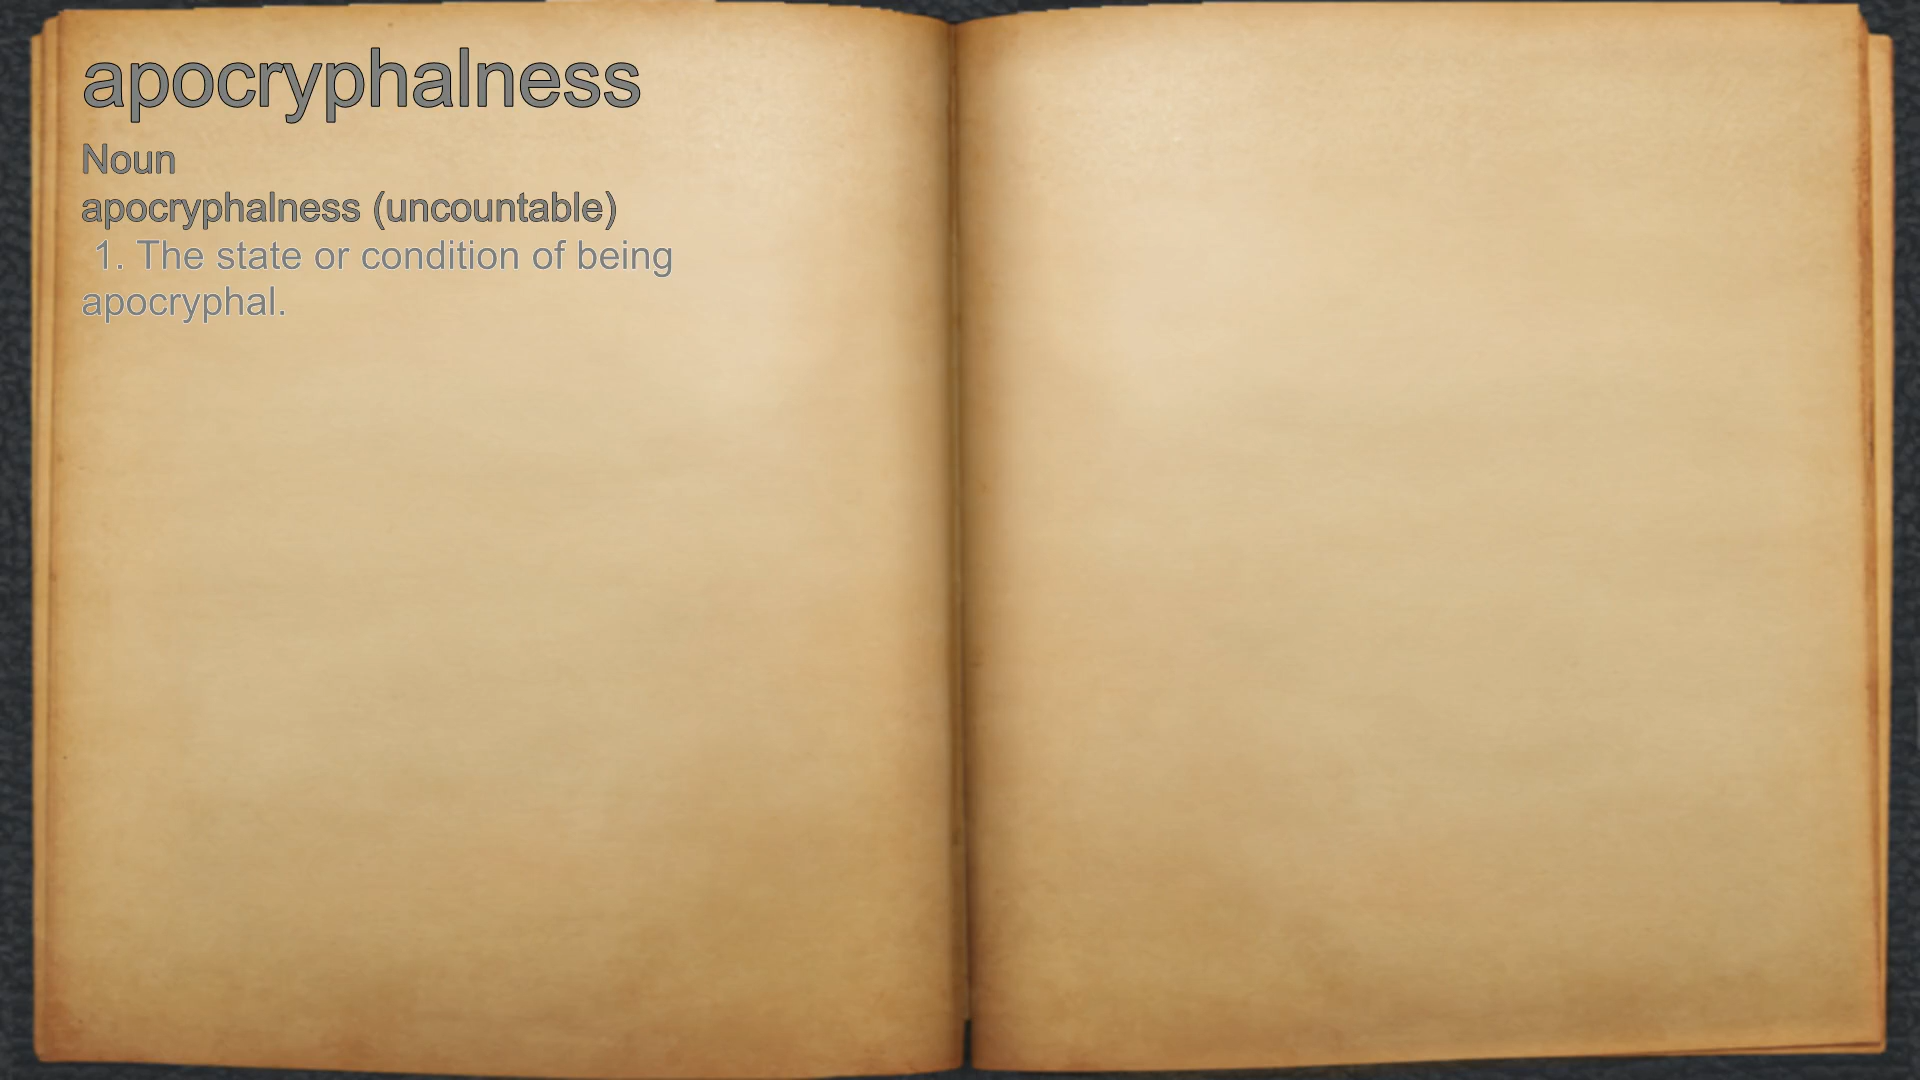 apocryphalness
Noun
apocryphalness (uncountable)
1. The state or condition of being
apocryphal.